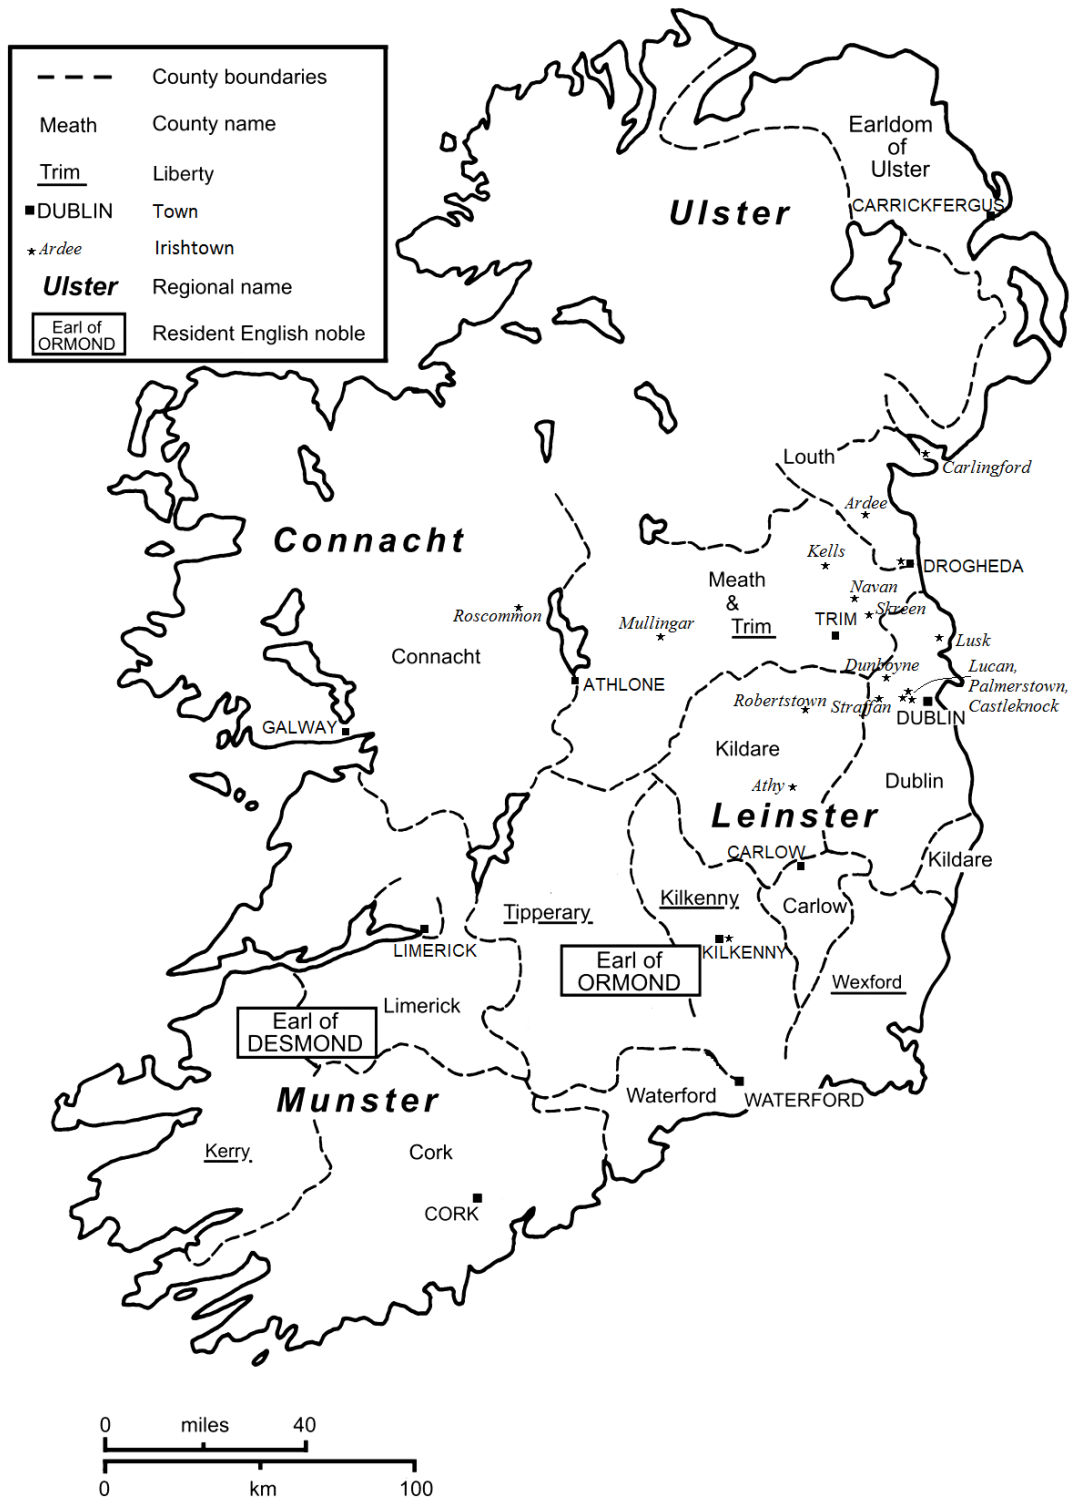 County boundaries
Meath County name
Trim Liberty
DUBLIN Town
Ardee Irishtown
Ulster Regional name
Earl of
ORMOND
Resident English noble
Earldom
of
Ulster
CARRICKFERGUS
Ulster
Louth
Carlingford
Ardee
Connacht
Kells
DROGHEDA
Meath
&
Trim
Navan
Skreen
TRIM
Roscommon
Mullingar
Lusk
Connacht
Dunboyne
Lucan,
Palmerstown,
Castleknock
ATHLONE
Robertstown
Straffan
DUBLIN
GALWAY
Kildare
Dublin
Athy
Leinster
CARLOW
Kildare
Kilkenny
Carlow
Tipperary
LIMERICK
KILKENNY
Earl of
ORMOND
Wexford
Limerick
Earl of
DESMOND
Munster
Waterford
WATERFORD
Kerry
Cork
CORK
0 miles 40
0 km 100